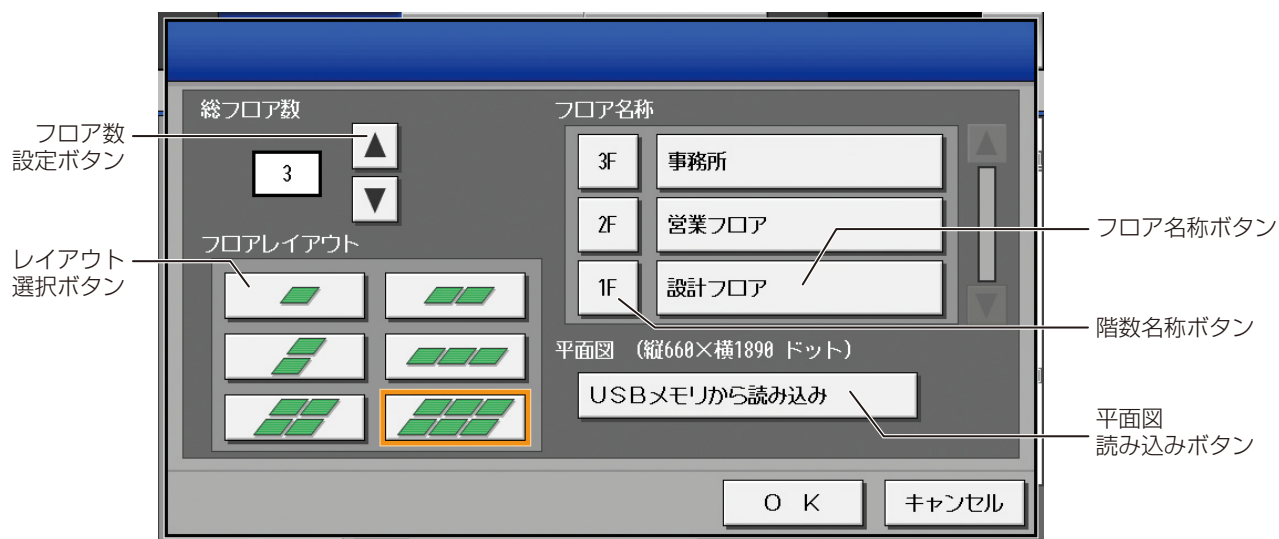 総フロア数
3
フロアレイアウト
フロア名称
3F 事務所
2F 営業フロア
1F 設計フロア
平面図 (縦660×横1890 ドット)
USBメモリから読み込み
OK キャンセル
フロア数
設定ボタン
レイアウト
選択ボタン
フロア名称ボタン
階数名称ボタン
平面図
読み込みボタン